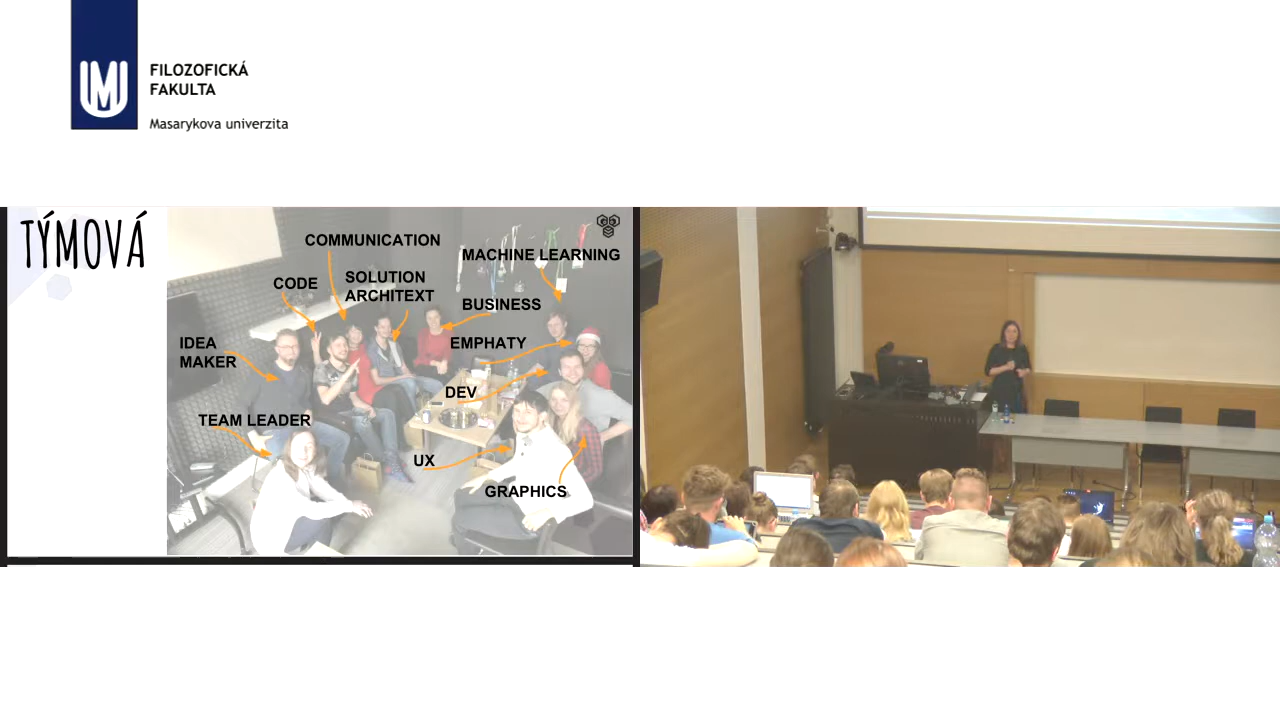 FILOZOFICKÁ
FAKULTA
Masarykova univerzita
TÝMOVÁ
COMMUNICATION
MACHINE LEARNING
CODE
SOLUTION
ARCHITEXT
BUSINESS
IDEA
MAKER
EMPHATY
DEV
TEAM LEADER
UX
GRAPHICS